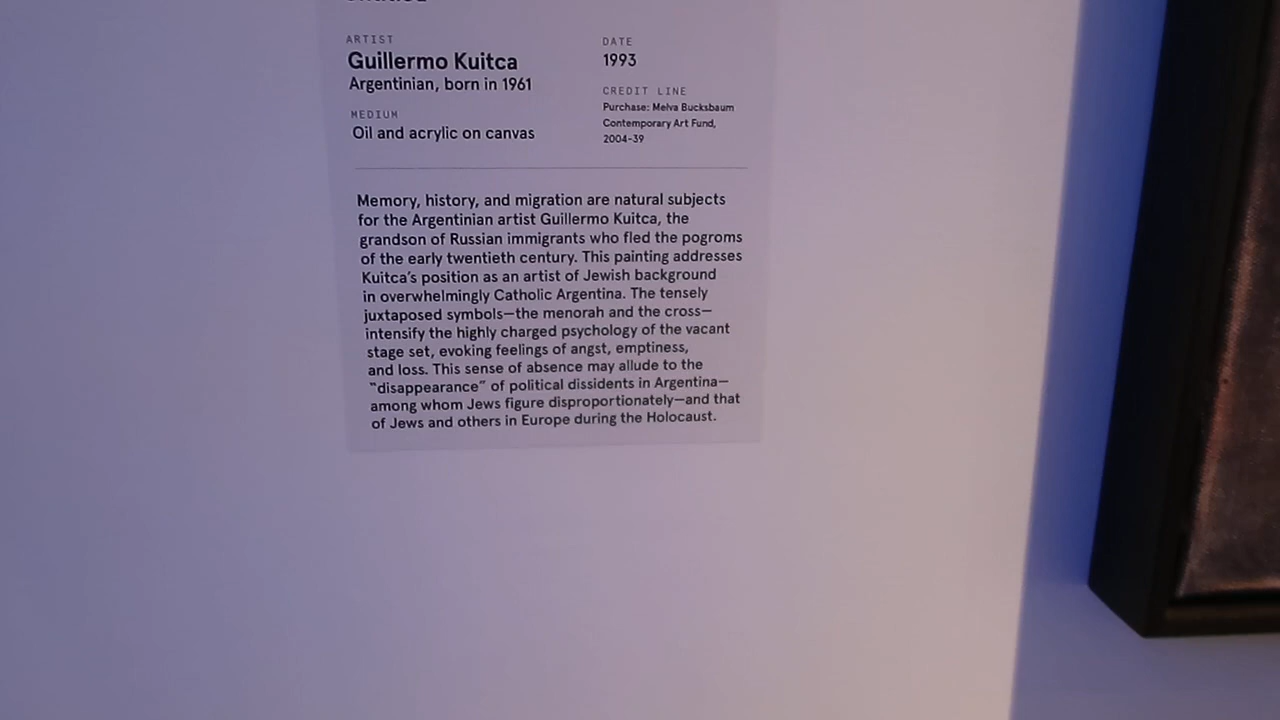 ARTIST
Guillermo Kuitca
Argentinian, born in 1961
MEDIUM
Oil and acrylic on canvas
DATE
1993
CREDIT LINE
Purchase: Melva Bucksbaum
Contemporary Art Fund,
2004-39
Memory, history, and migration are natural subjects
for the Argentinian artist Guillermo Kuitca, the
grandson of Russian immigrants who fled the pogroms
of the early twentieth century. This painting addresses
Kuitca's position as an artist of Jewish background
in overwhelmingly Catholic Argentina. The tensely
juxtaposed symbols—the menorah and the cross—
intensify the highly charged psychology of the vacant
stage set, evoking feelings of angst, emptiness,
and loss. This sense of absence may allude to the
“disappearance” of political dissidents in Argentina—
among whom Jews figure disproportionately—and that
of Jews and others in Europe during the Holocaust.